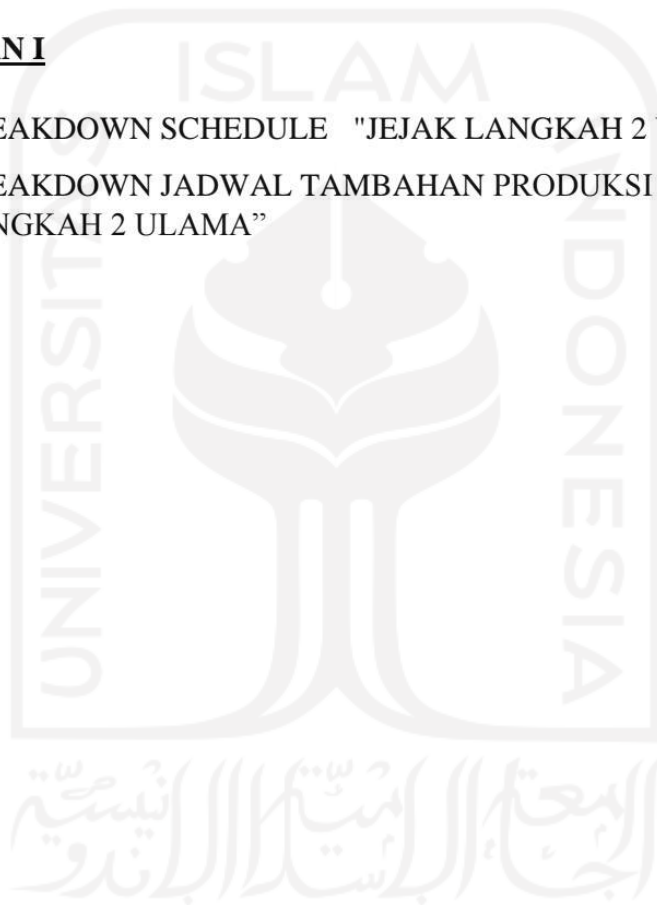 N I
EAKDOWN SCHEDULE "JEJAK LANGKAH 2
EAKDOWN JADWAL TAMBAHAN PRODUKSI
NGKAH 2 ULAMA”
ISLAM
UNIVERSITAS
INDONESIA